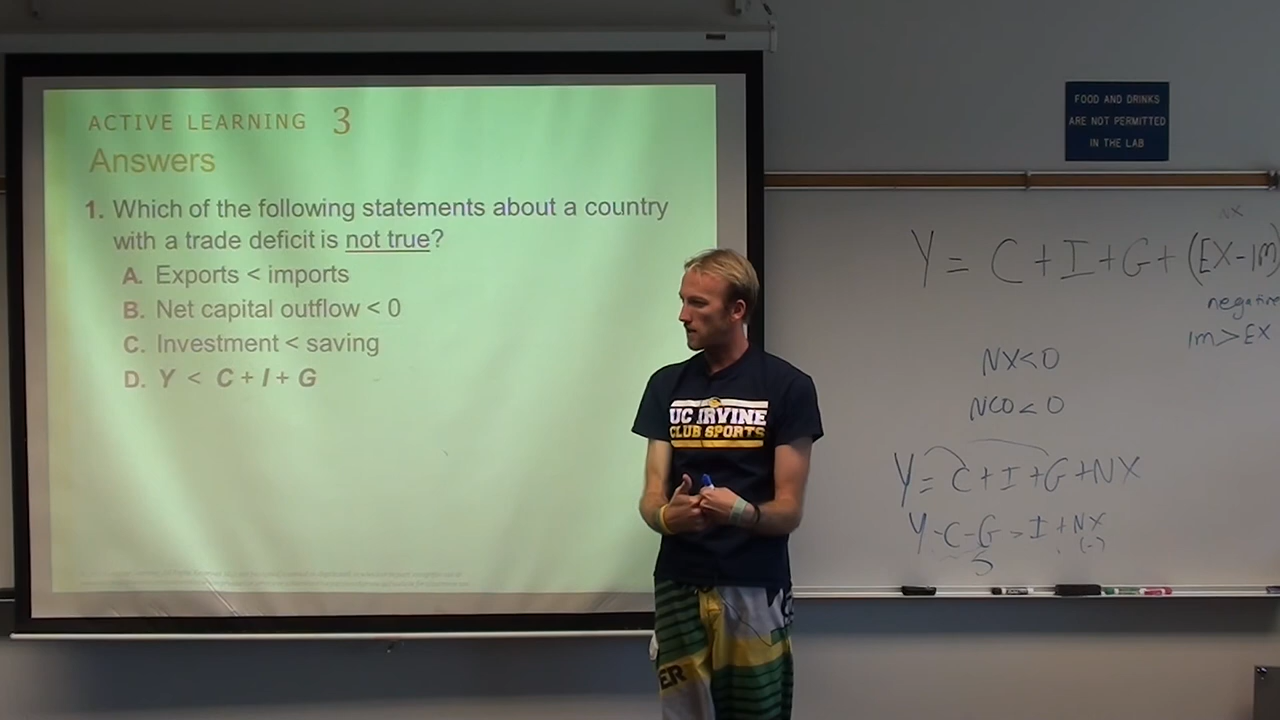 ACTIVE LEARNING 3
Answers
1. Which of the following statements about a country
with a trade deficit is not true?
A. Exports < imports
B. Net capital outflow < 0
C. Investment < saving
D. Y < C + I + G
FOOD AND DRINKS
ARE NOT PERMITTED
IN THE LAB
NX
Y = C + I + G + (EX - IM)
negative
IM > EX
NX < 0
NCO < 0
Y = C + I + G + NX
Y - C - G = I + NX
S (-)
UC IRVINE
CLUB SPORTS
ER